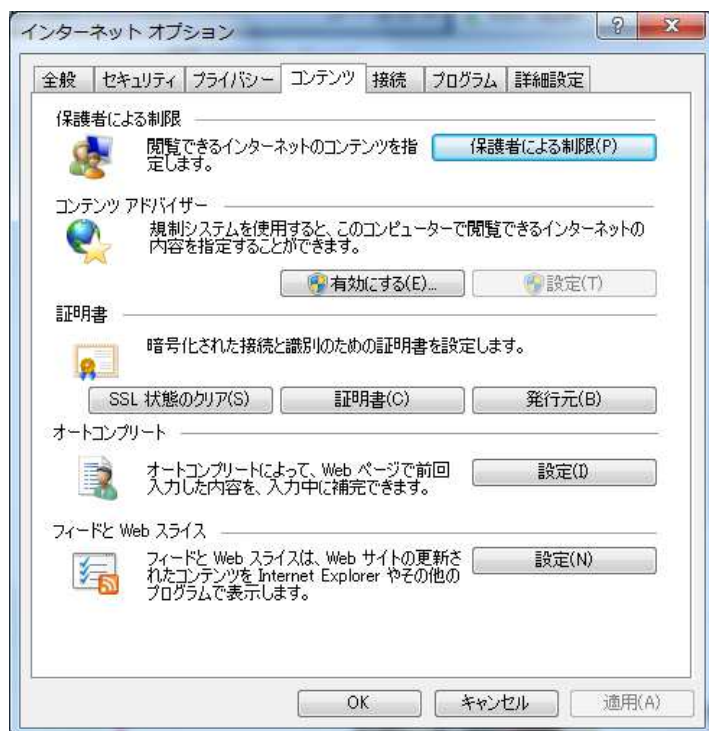 インターネット オプション
全般 セキュリティ プライバシー コンテンツ 接続 プログラム 詳細設定
保護者による制限
閲覧できるインターネットのコンテンツを指
定します。
保護者による制限(P)
コンテンツ アドバイザー
規制システムを使用すると、このコンピューターで閲覧できるインターネットの
内容を指定することができます。
有効にする(E)... 設定(T)
証明書
暗号化された接続と識別のための証明書を設定します。
SSL 状態のクリア(S) 証明書(C) 発行元(B)
オートコンプリート
オートコンプリートによって、Web ページで前回
入力した内容を、入力中に補完できます。
設定(I)
フィードと Web スライス
フィードと Web スライスは、Web サイトの更新さ
れたコンテンツを Internet Explorer やその他の
プログラムで表示します。
設定(N)
OK キャンセル 適用(A)